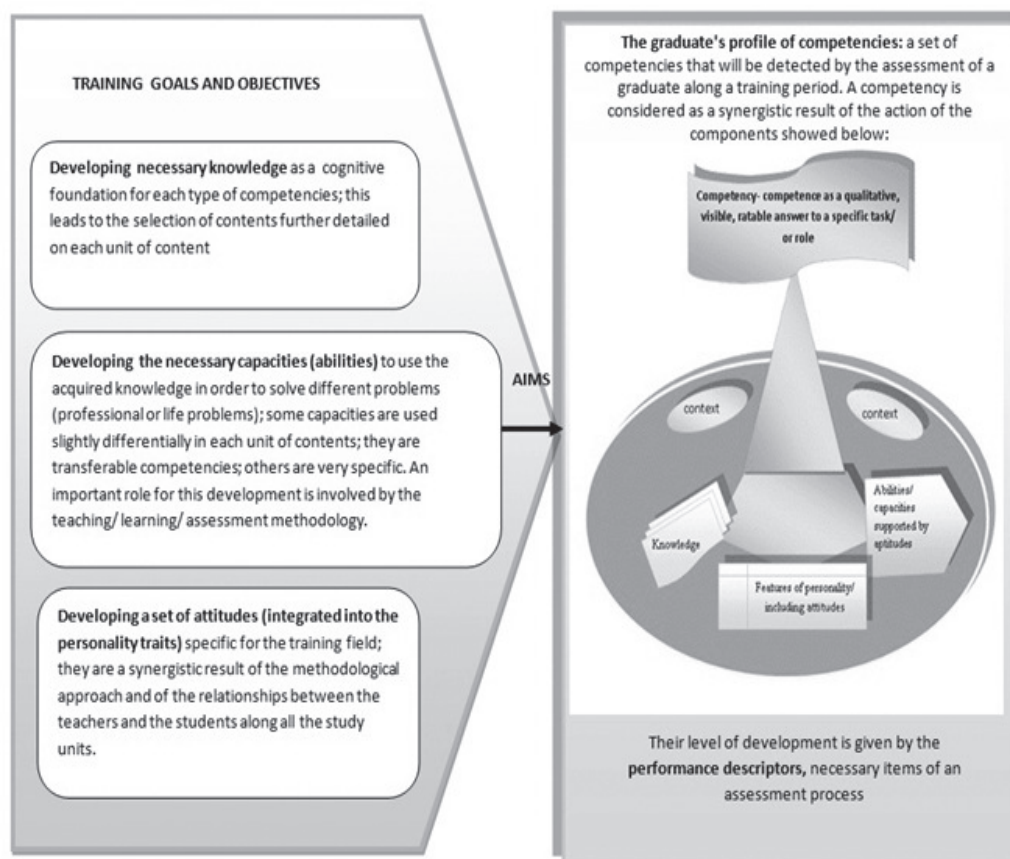 TRAINING GOALS AND OBJECTIVES
Developing necessary knowledge as a cognitive
foundation for each type of competencies; this
leads to the selection of contents further detailed
on each unit of content
Developing the necessary capacities (abilities) to use the
acquired knowledge in order to solve different problems
(professional or life problems); some capacities are used
slightly differentially in each unit of contents; they are
transferable competencies; others are very specific. An
important role for this development is involved by the
teaching/ learning/ assessment methodology.
Developing a set of attitudes (integrated into the
personality traits) specific for the training field;
they are a synergistic result of the methodological
approach and of the relationships between the
teachers and the students along all the study
units.
AIMS
The graduate's profile of competencies: a set of
competencies that will be detected by the assessment of a
graduate along a training period. A competency is
considered as a synergistic result of the action of the
components showed below:
Competency- competence as a qualitative,
visible, ratable answer to a specific task/
or role
context
context
Knowledge
Abilities/
capacities
supported by
aptitudes
Features of personality/
including attitudes
Their level of development is given by the
performance descriptors, necessary items of an
assessment process